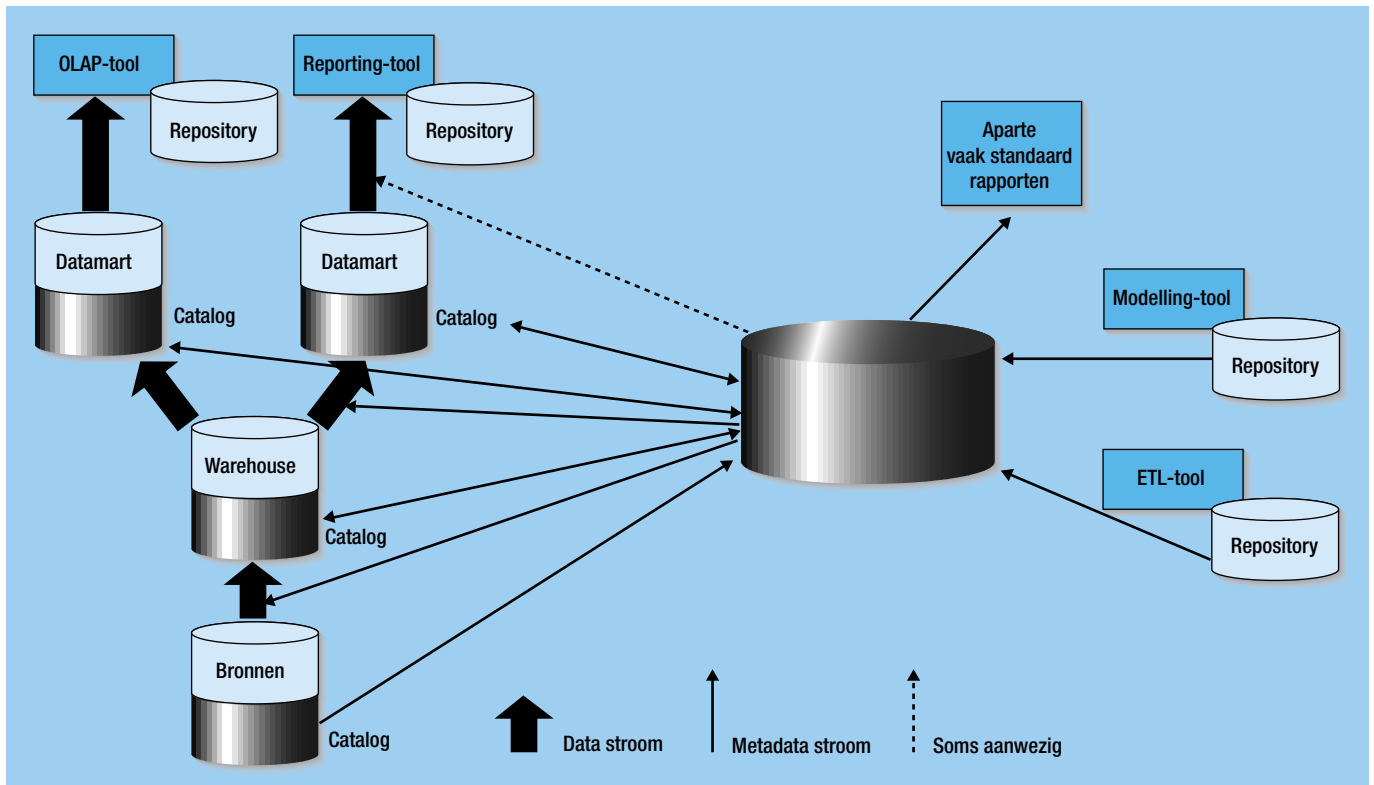 OLAP-tool
Repository
Reporting-tool
Repository
Aparte
vaak standaard
rapporten
Datamart
Catalog
Datamart
Catalog
Modelling-tool
Repository
Warehouse
Catalog
ETL-tool
Repository
Bronnen
Catalog
Data stroom
Metadata stroom
Soms aanwezig